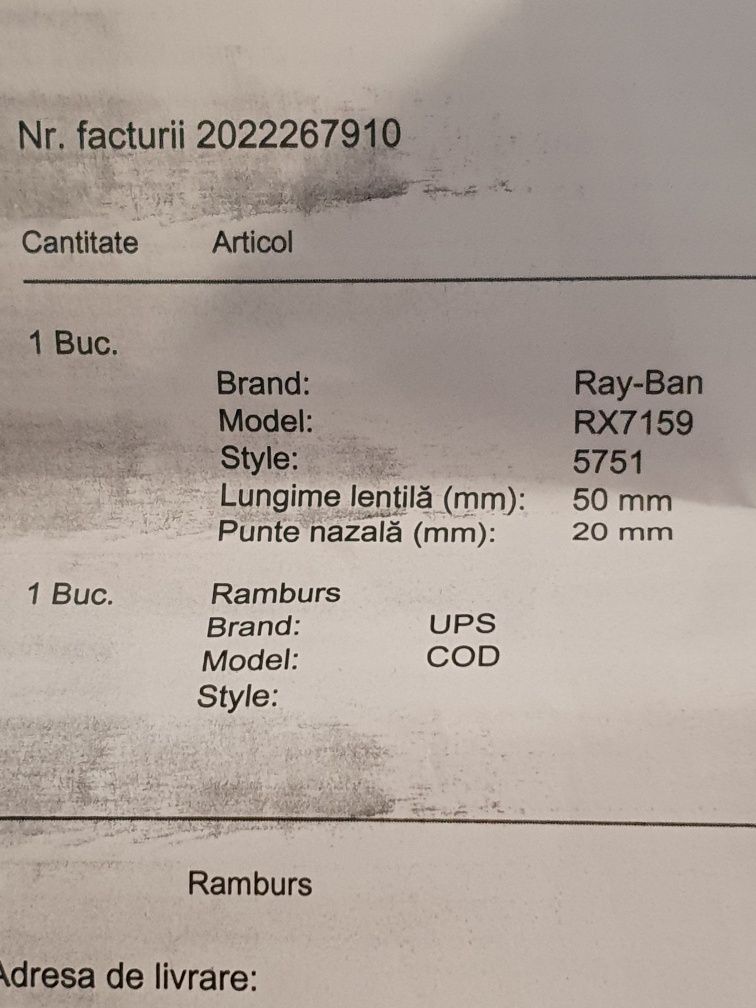 Nr. facturii 2022267910
Cantitate Articol
1 Buc.
Brand: Ray-Ban
Model: RX7159
Style: 5751
Lungime lentilă (mm): 50 mm
Punte nazală (mm): 20 mm
1 Buc. Ramburs
Brand: UPS
Model: COD
Style:
Ramburs
Adresa de livrare: